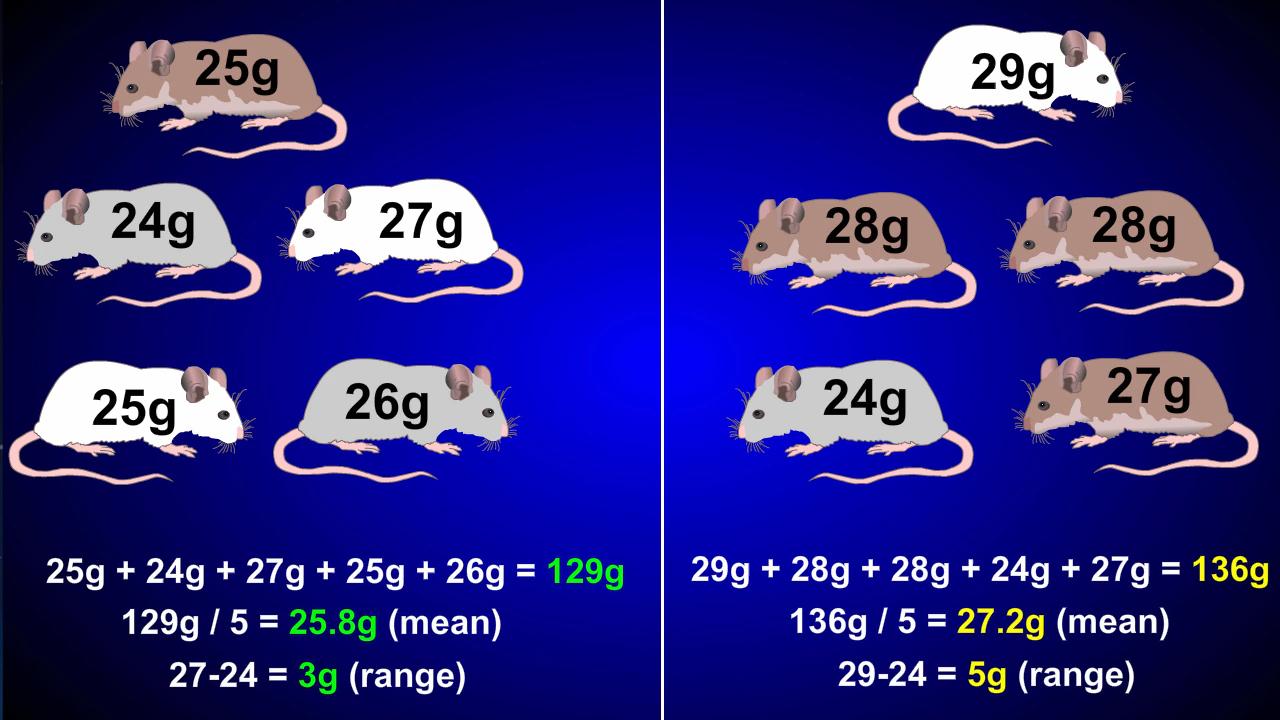 25g
24g
27g
25g
26g
25g + 24g + 27g + 25g + 26g = 129g
129g / 5 = 25.8g (mean)
27-24 = 3g (range)
29g
28g
28g
24g
27g
29g + 28g + 28g + 24g + 27g = 136g
136g / 5 = 27.2g (mean)
29-24 = 5g (range)